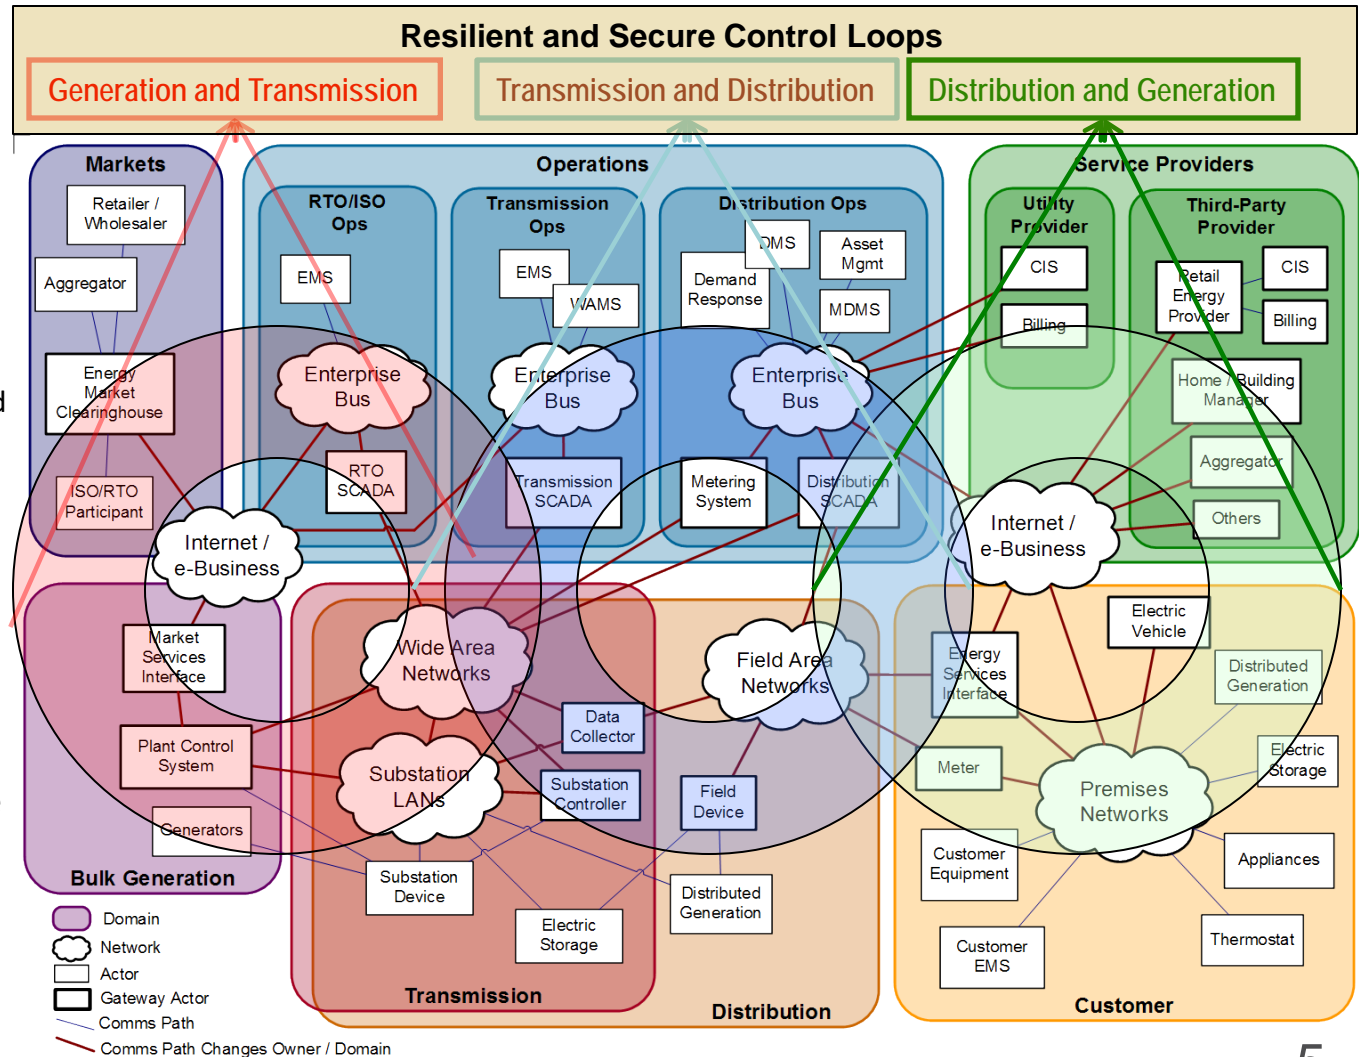 Resilient and Secure Control Loops
Generation and Transmission
Transmission and Distribution
Distribution and Generation
Markets
Retailer /
Wholesaler
Aggregator
Energy
Market
Clearinghouse
ISO/RTO
Participant
Operations
RTO/ISO
Ops
EMS
Enterprise
Bus
RTO
SCADA
Transmission
Ops
EMS
WAMS
Enterprise
Bus
Transmission
SCADA
Distribution Ops
DMS
Asset
Mgmt
Demand
Response
MDMS
Enterprise
Bus
Metering
System
Distribution
SCADA
Service Providers
Utility
Provider
CIS
Billing
Third-Party
Provider
Retail
Energy
Provider
CIS
Billing
Home / Building
Manager
Aggregator
Others
d
Internet /
e-Business
Internet /
e-Business
Market
Services
Interface
Plant Control
System
Generators
Bulk Generation
Wide Area
Networks
Substation
LANs
Data
Collector
Substation
Controller
Substation
Device
Electric
Storage
Transmission
Field Area
Networks
Field
Device
Distributed
Generation
Distribution
Energy
Services
Interface
Electric
Vehicle
Distributed
Generation
Meter
Premises
Networks
Electric
Storage
Customer
Equipment
Appliances
Customer
EMS
Thermostat
Customer
Domain
Network
Actor
Gateway Actor
Comms Path
Comms Path Changes Owner / Domain
5